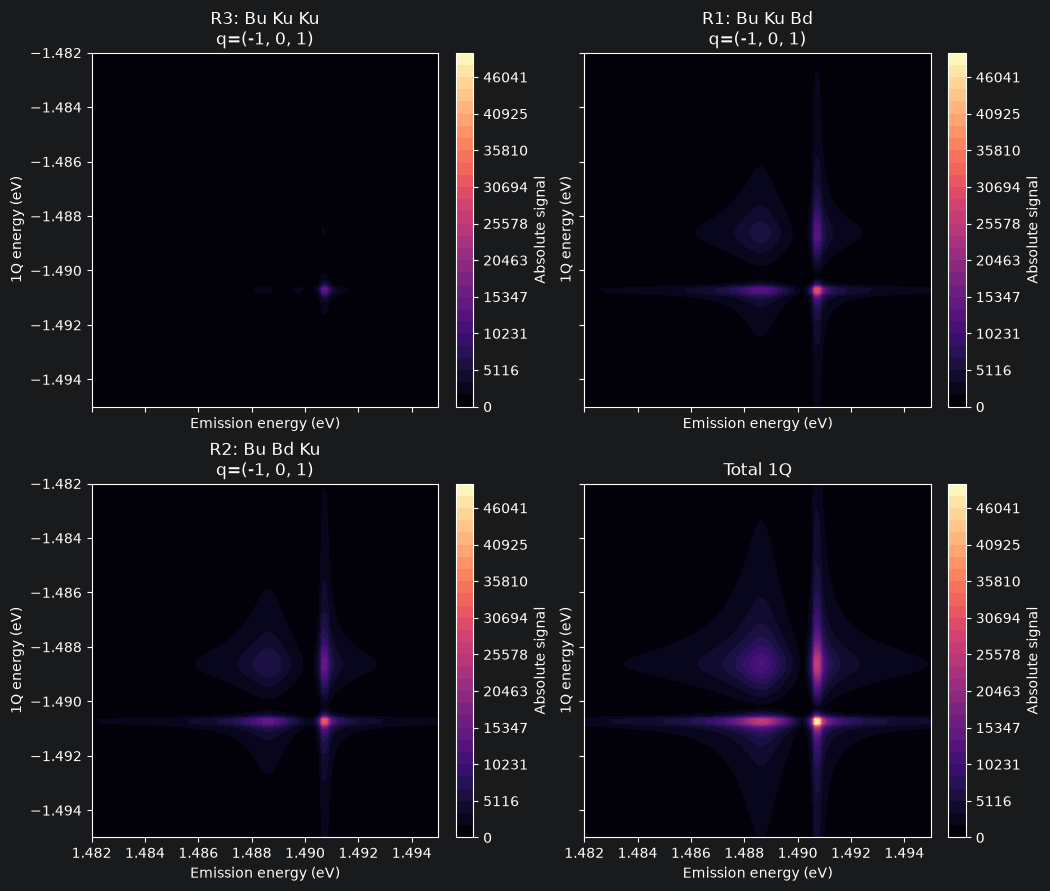 R3: Bu Ku Ku
q=(-1, 0, 1)
−1.482
−1.484
−1.486
−1.488
−1.490
−1.492
−1.494
1Q energy (eV)
Emission energy (eV)
46041
40925
35810
30694
25578
20463
15347
10231
5116
0
Absolute signal
R1: Bu Ku Bd
q=(-1, 0, 1)
1Q energy (eV)
Emission energy (eV)
46041
40925
35810
30694
25578
20463
15347
10231
5116
0
Absolute signal
R2: Bu Bd Ku
q=(-1, 0, 1)
−1.482
−1.484
−1.486
−1.488
−1.490
−1.492
−1.494
1Q energy (eV)
1.482 1.484 1.486 1.488 1.490 1.492 1.494
Emission energy (eV)
46041
40925
35810
30694
25578
20463
15347
10231
5116
0
Absolute signal
Total 1Q
1Q energy (eV)
1.482 1.484 1.486 1.488 1.490 1.492 1.494
Emission energy (eV)
46041
40925
35810
30694
25578
20463
15347
10231
5116
0
Absolute signal